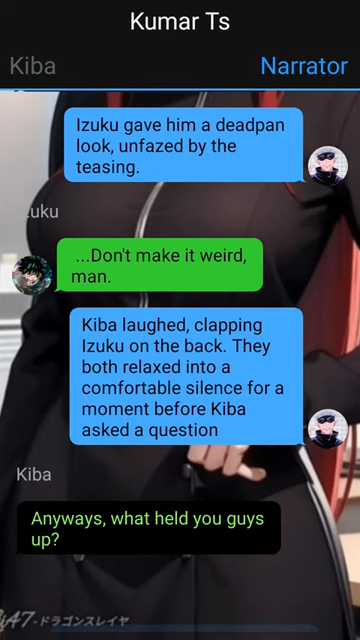 Kumar Ts
Kiba
Narrator
Izuku gave him a deadpan
look, unfazed by the
teasing.
zuku
...Don't make it weird,
man.
Kiba laughed, clapping
Izuku on the back. They
both relaxed into a
comfortable silence for a
moment before Kiba
asked a question
Kiba
Anyways, what held you guys
up?
47-ドラゴンスレイヤ